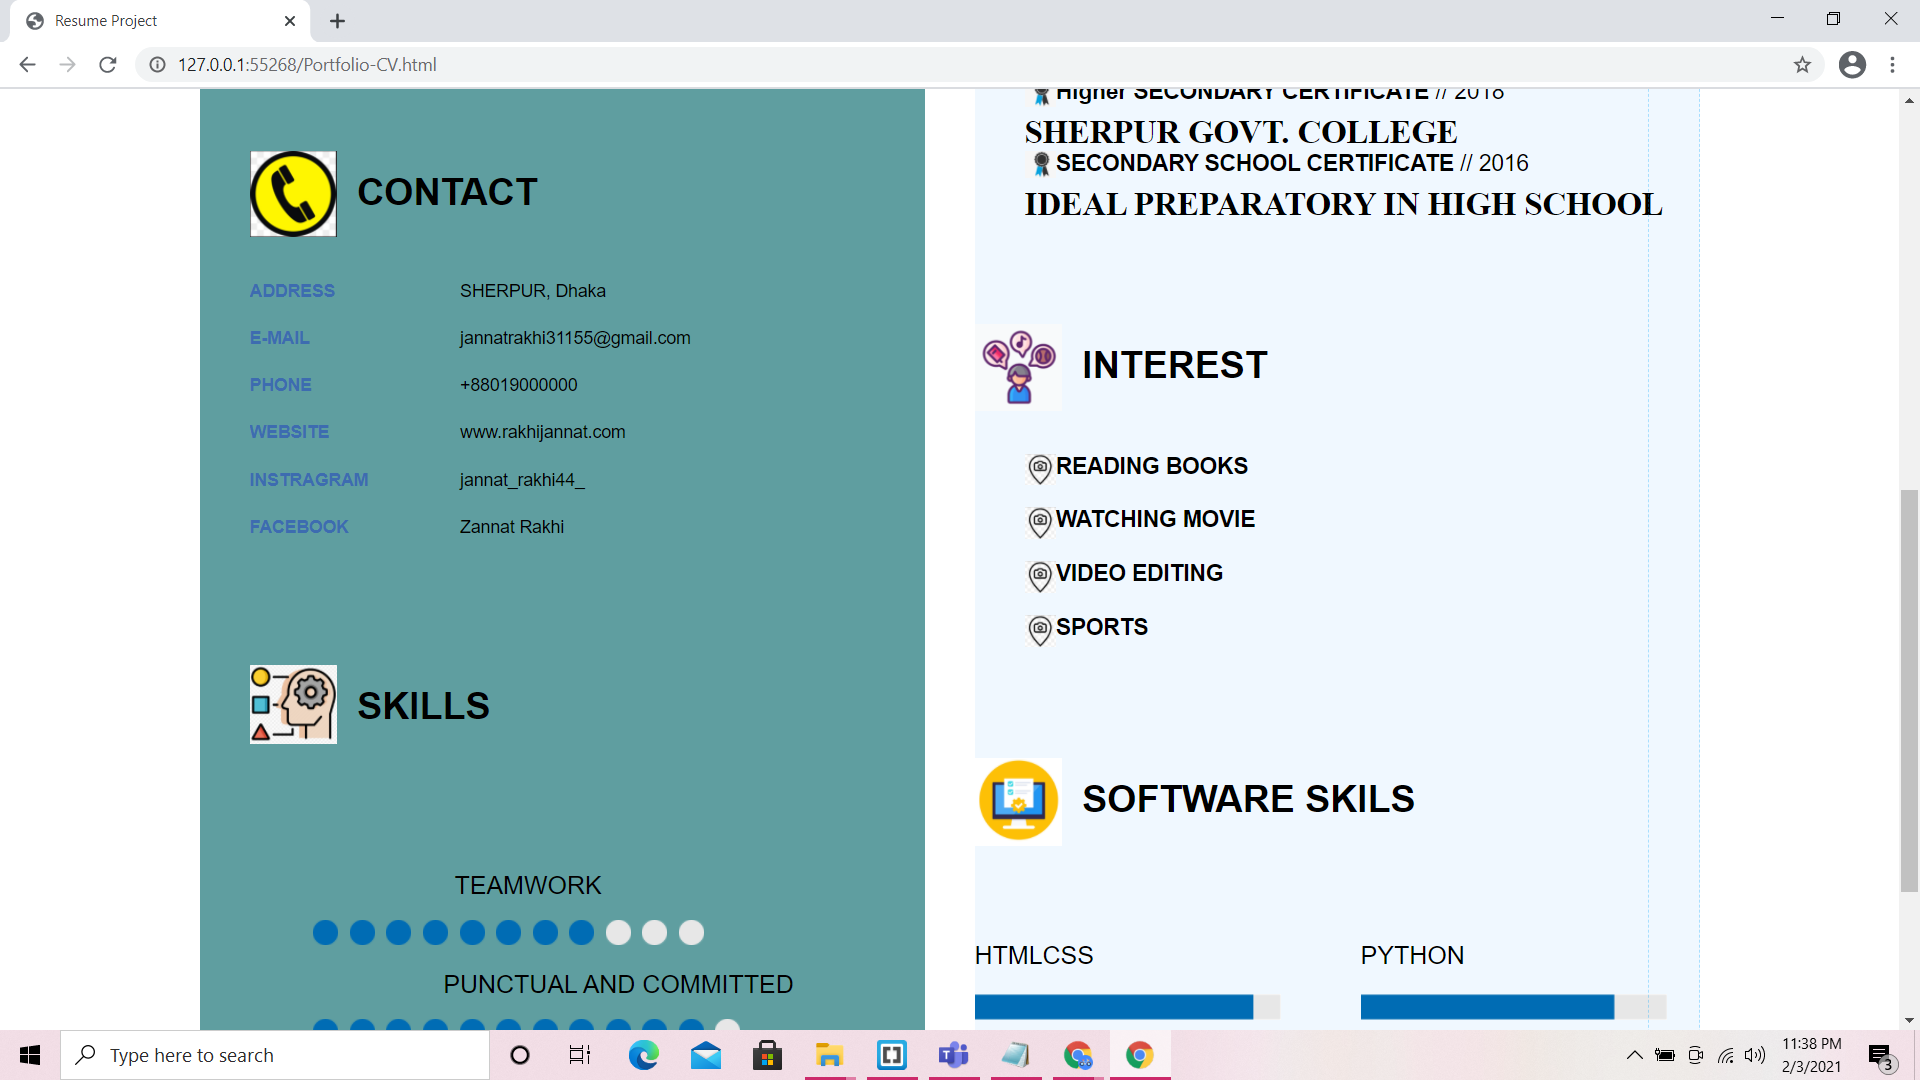 Resume Project
127.0.0.1:55268/Portfolio-CV.html
CONTACT
ADDRESS SHERPUR, Dhaka
E-MAIL jannatrakhi31155@gmail.com
PHONE +88019000000
WEBSITE www.rakhijannat.com
INSTRAGRAM jannat_rakhi44_
FACEBOOK Zannat Rakhi
SKILLS
TEAMWORK
PUNCTUAL AND COMMITTED
Higher SECONDARY CERTIFICATE // 2018
SHERPUR GOVT. COLLEGE
SECONDARY SCHOOL CERTIFICATE // 2016
IDEAL PREPARATORY IN HIGH SCHOOL
INTEREST
READING BOOKS
WATCHING MOVIE
VIDEO EDITING
SPORTS
SOFTWARE SKILS
HTMLCSS PYTHON
Type here to search
11:38 PM
2/3/2021
3